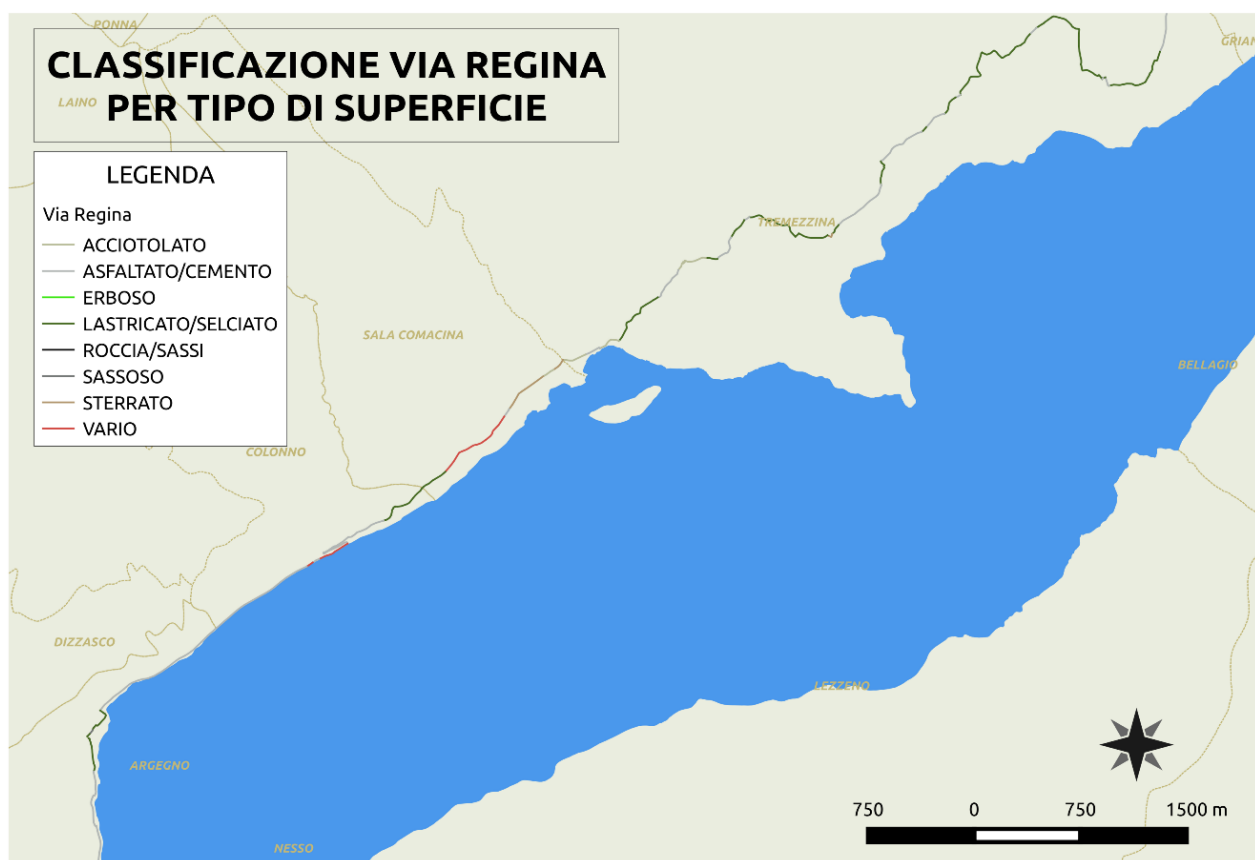 PONNA
CLASSIFICAZIONE VIA REGINA
PER TIPO DI SUPERFICIE
LAINO
LEGENDA
Via Regina
ACCIOTOLATO
ASFALTATO/CEMENTO
ERBOSO
LASTRICATO/SELCIATO
ROCCIA/SASSI
SASSOSO
STERRATO
VARIO
GRIAN
TREMEZZINA
SALA COMACINA
BELLAGIO
COLONNO
DIZZASCO
LEZZENO
ARGEGNO
NESSO
750 0 750 1500 m